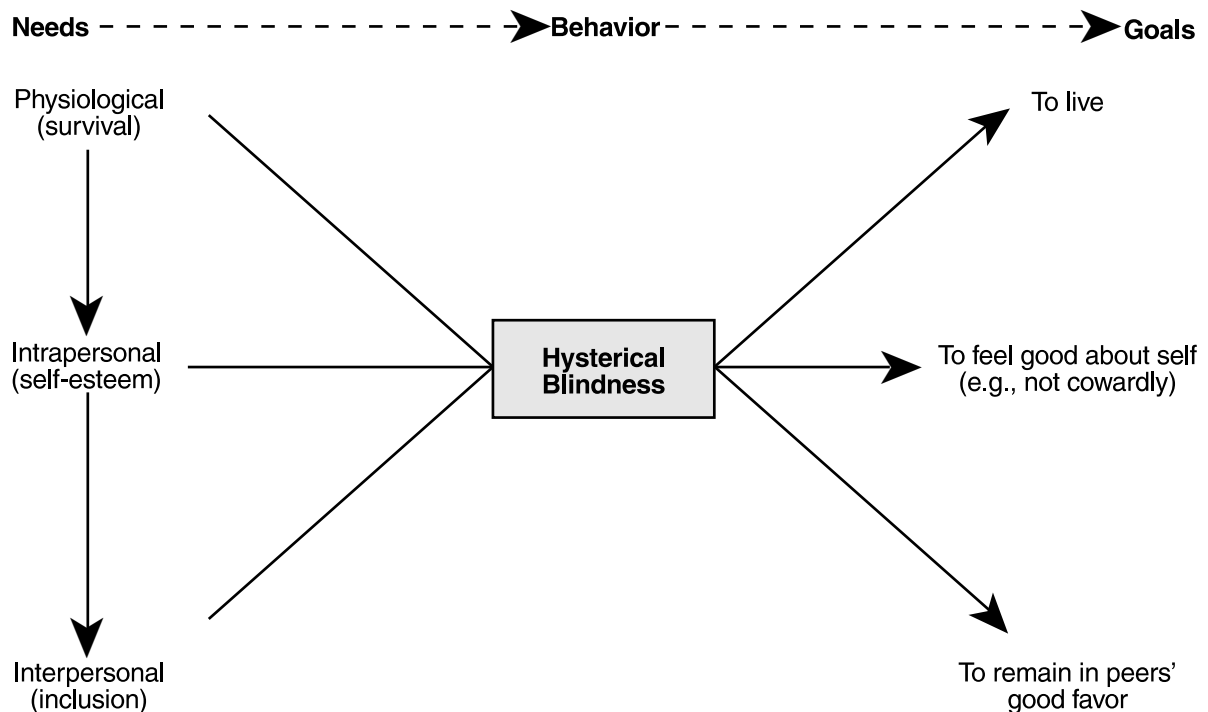 Needs Behavior Goals
Physiological
(survival)
To live
Intrapersonal
(self-esteem)
Hysterical
Blindness
To feel good about self
(e.g., not cowardly)
Interpersonal
(inclusion)
To remain in peers’
good favor